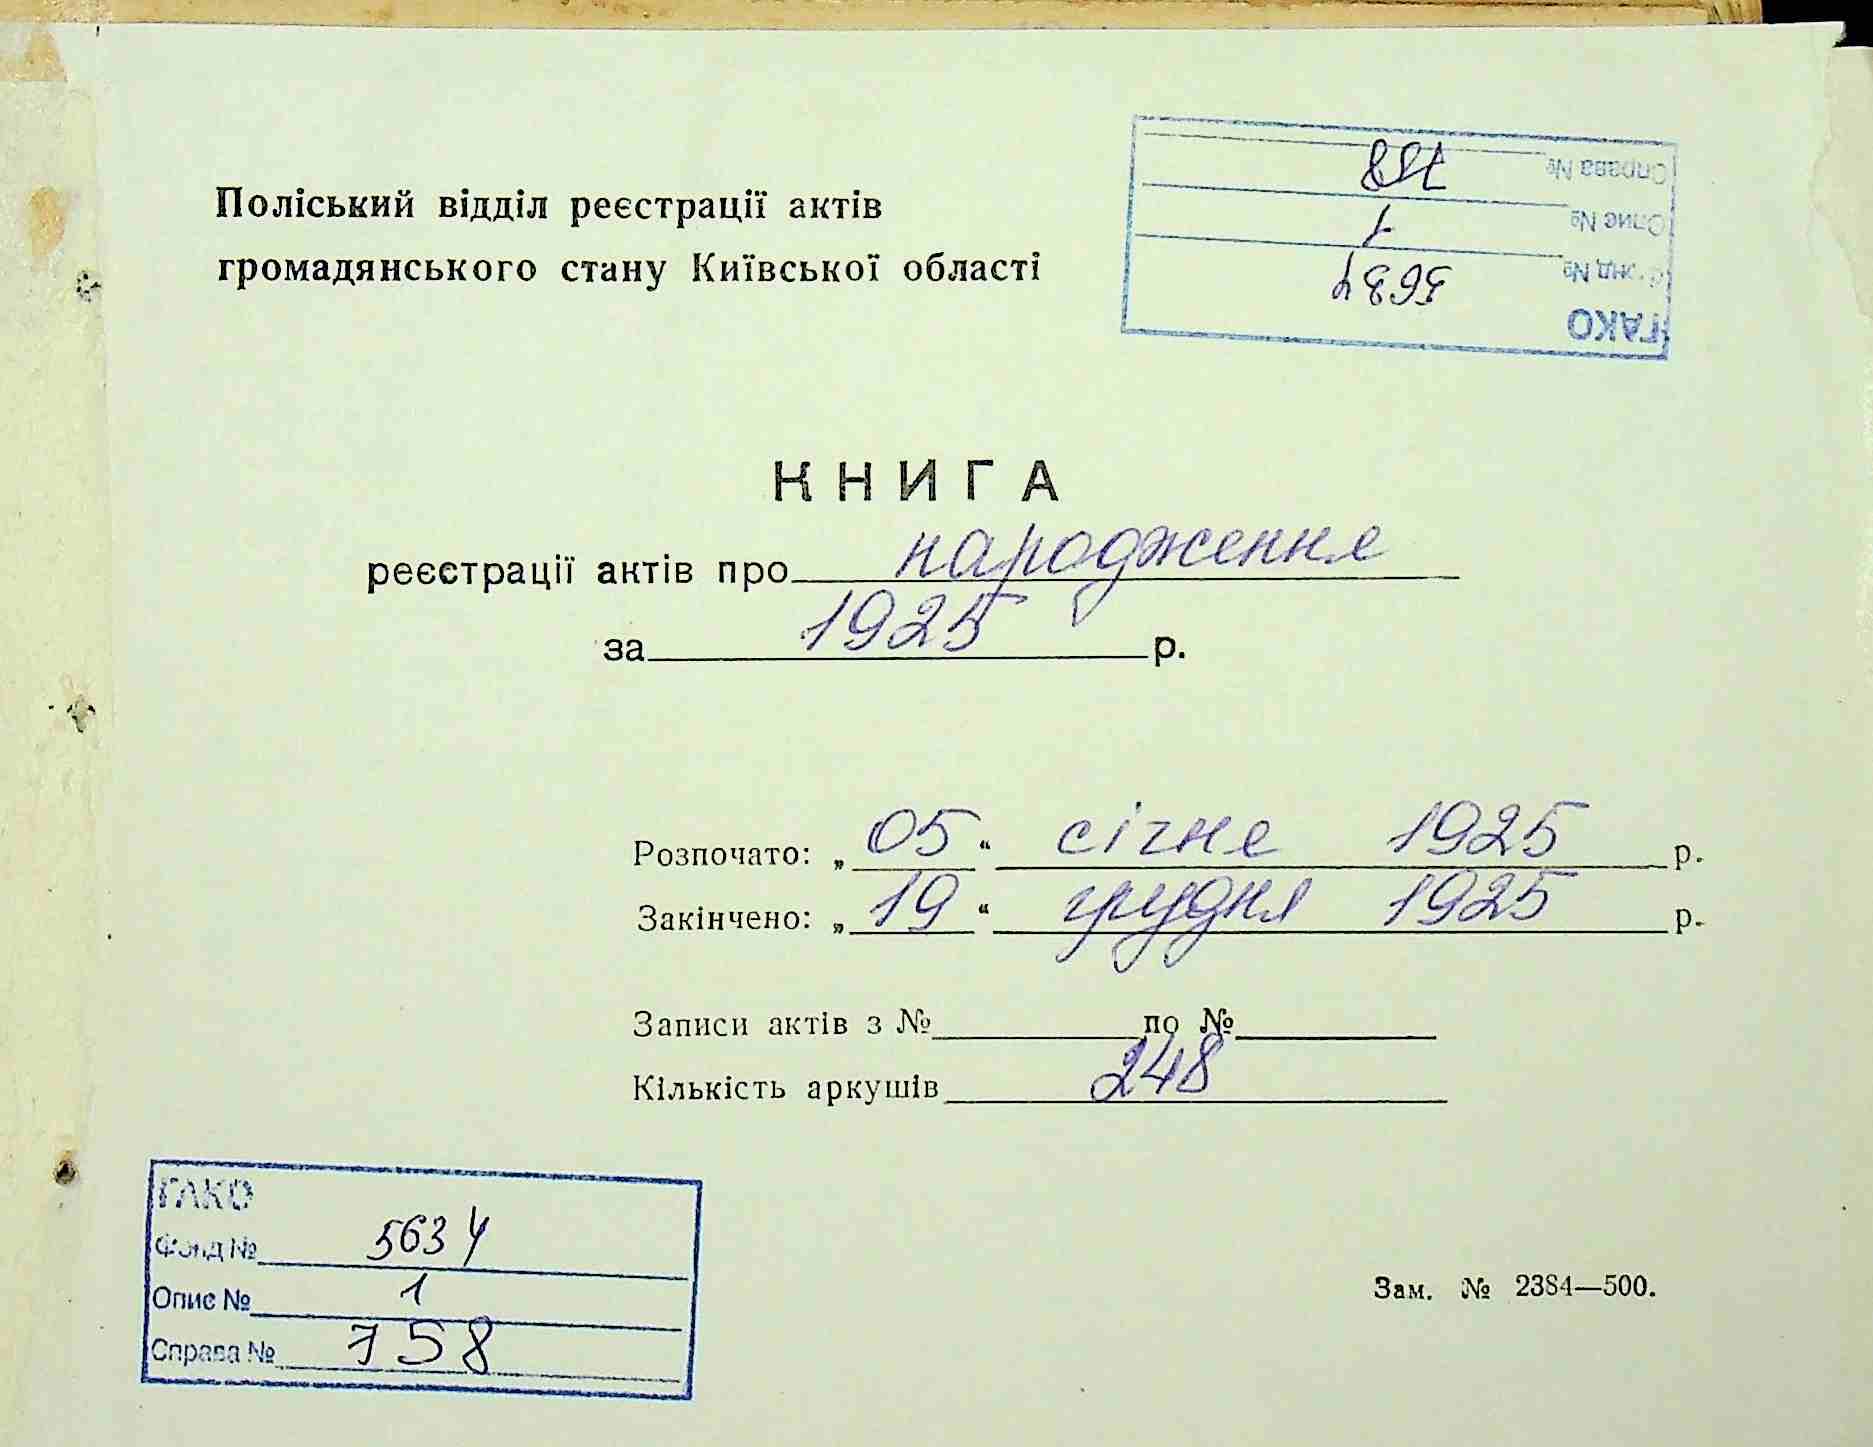 Поліський відділ реєстрації актів
громадянського стану Київської області
ГАКО
Фонд № 5634
Опис № 1
Справа № 758
КНИГА
реєстрації актів про народження
за 1925 р.
Розпочато: „05“ січня 1925 р.
Закінчено: „19“ грудня 1925 р.
Записи актів з № по №
Кількість аркушів 248
ГАКО
Фонд № 5634
Опис № 1
Справа № 758
Зам. № 2384—500.